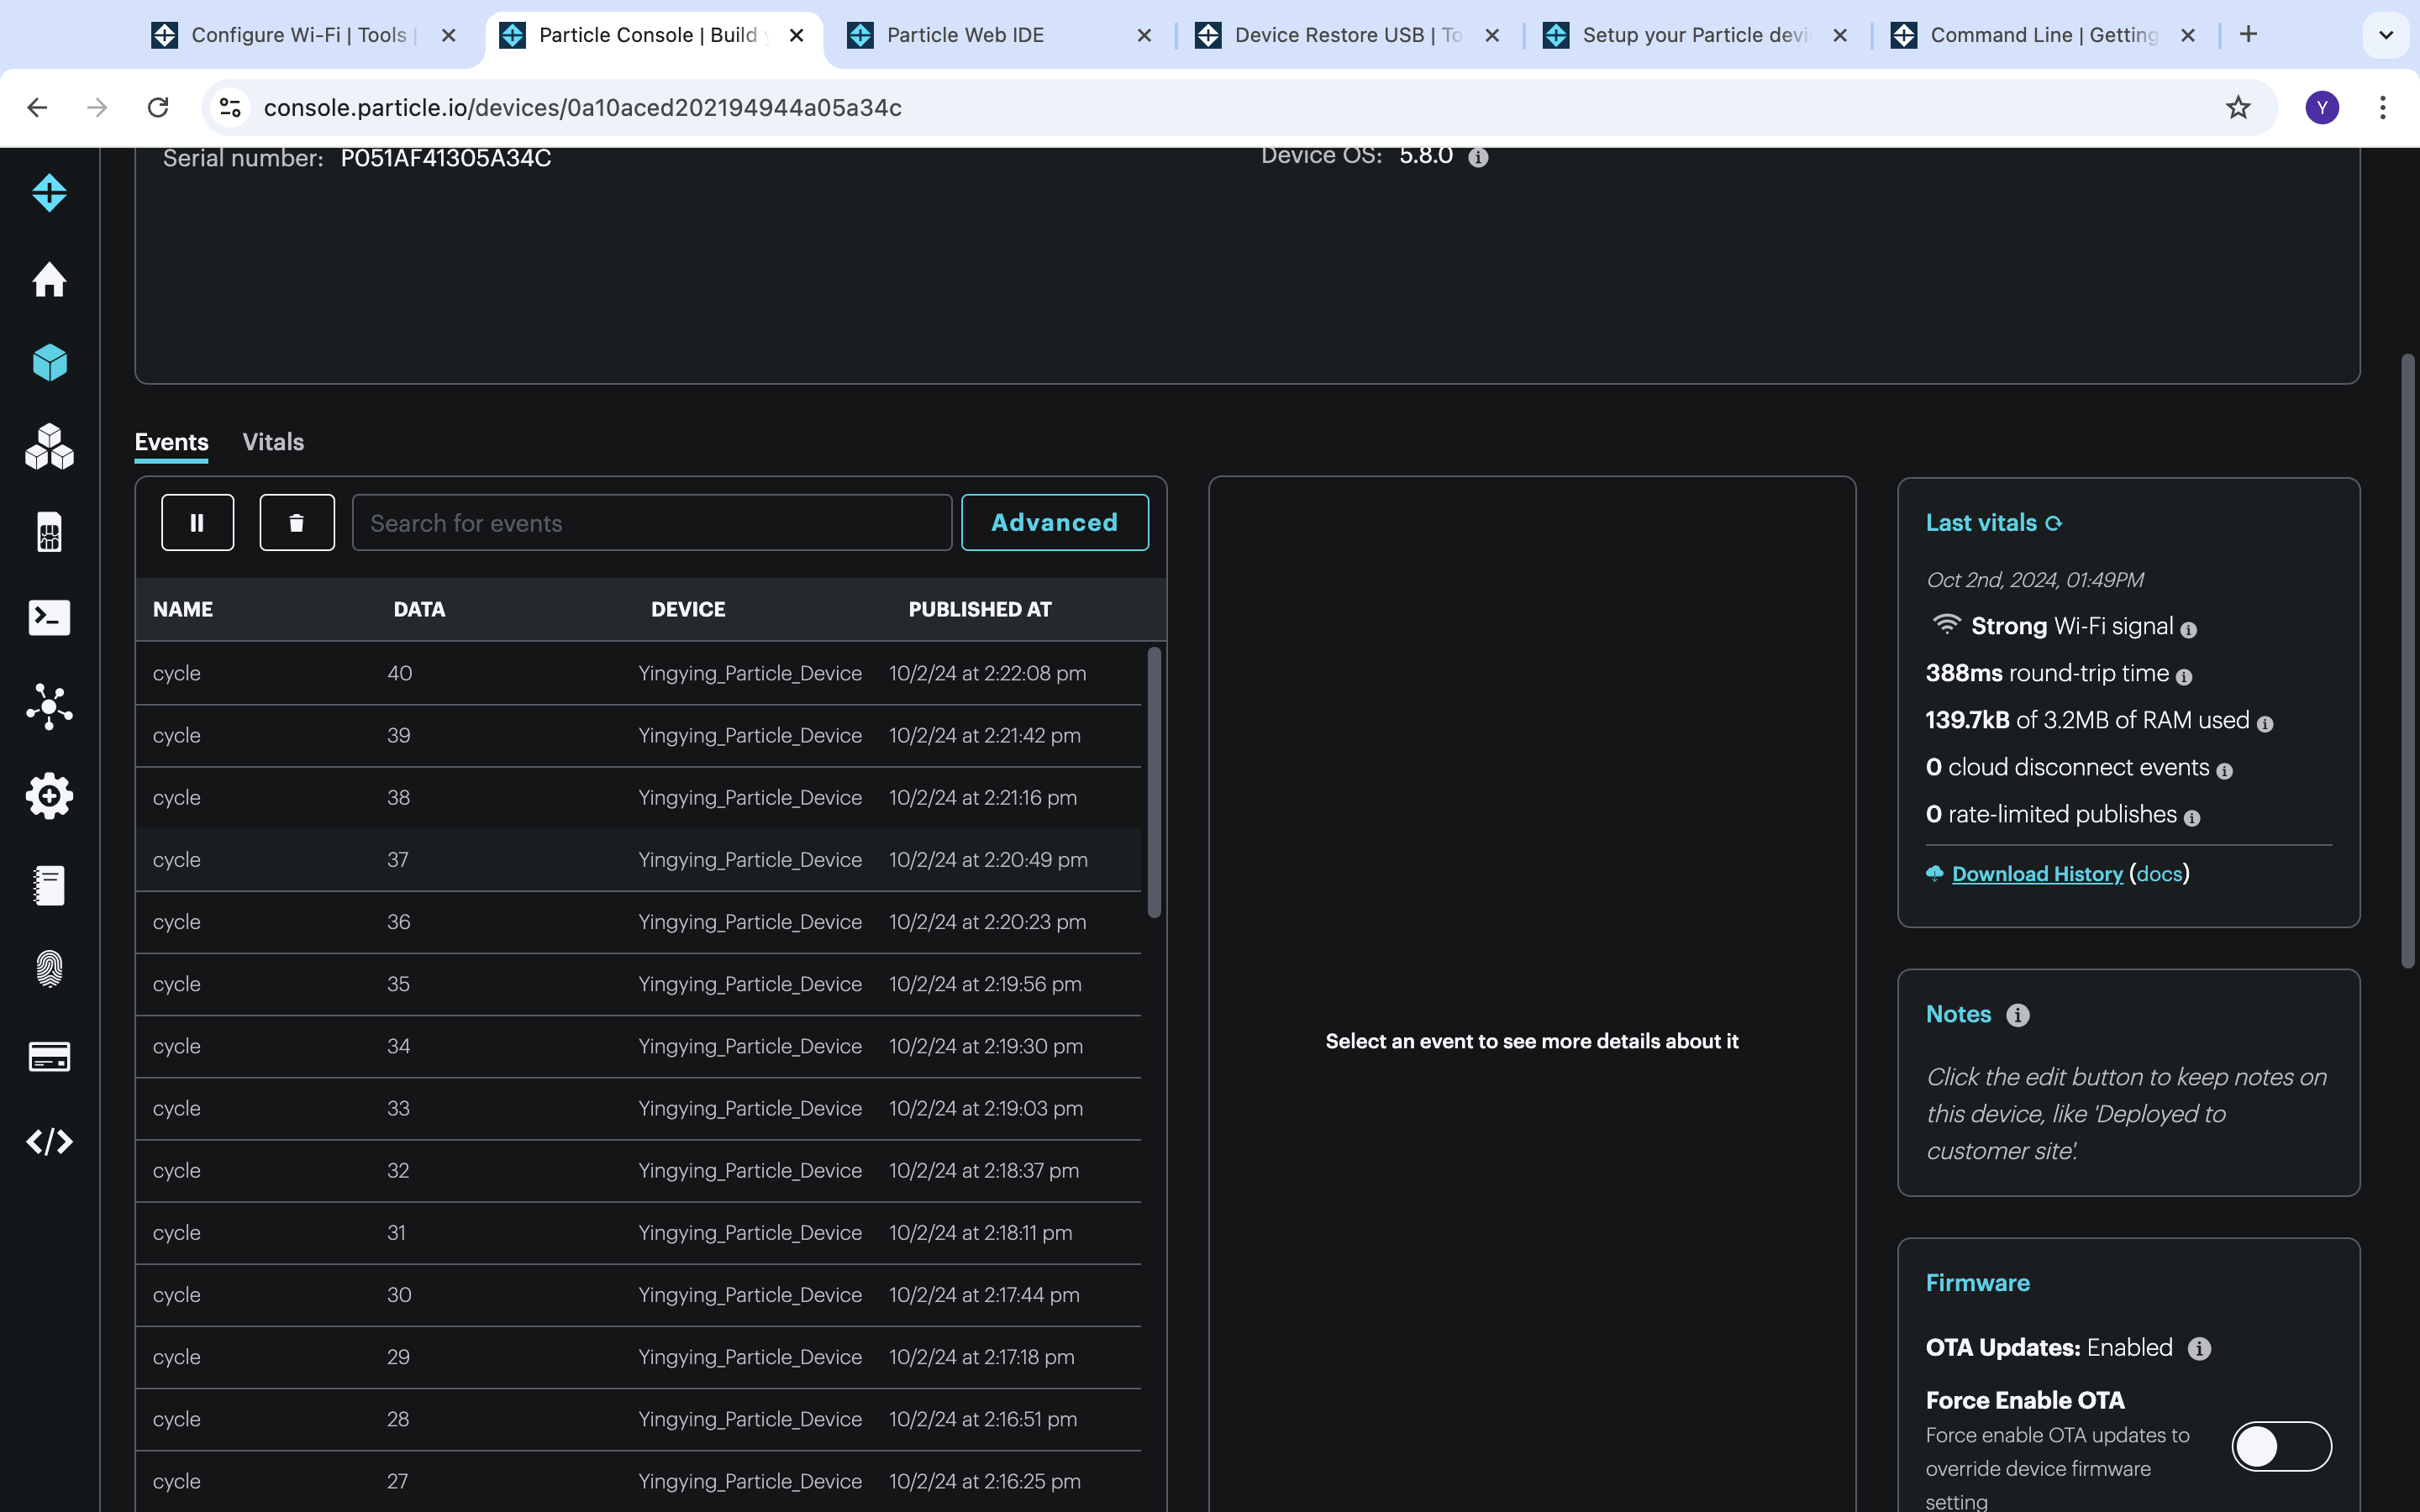 Configure Wi-Fi | Tools |
Particle Console | Build y
Particle Web IDE
Device Restore USB | To
Setup your Particle devi
Command Line | Getting
console.particle.io/devices/0a10aced202194944a05a34c
Y
Serial number: P051AF41305A34C
Device OS: 5.8.0
Events
Vitals
Search for events
Advanced
NAME DATA DEVICE PUBLISHED AT
cycle 40 Yingying_Particle_Device 10/2/24 at 2:22:08 pm
cycle 39 Yingying_Particle_Device 10/2/24 at 2:21:42 pm
cycle 38 Yingying_Particle_Device 10/2/24 at 2:21:16 pm
cycle 37 Yingying_Particle_Device 10/2/24 at 2:20:49 pm
cycle 36 Yingying_Particle_Device 10/2/24 at 2:20:23 pm
cycle 35 Yingying_Particle_Device 10/2/24 at 2:19:56 pm
cycle 34 Yingying_Particle_Device 10/2/24 at 2:19:30 pm
cycle 33 Yingying_Particle_Device 10/2/24 at 2:19:03 pm
cycle 32 Yingying_Particle_Device 10/2/24 at 2:18:37 pm
cycle 31 Yingying_Particle_Device 10/2/24 at 2:18:11 pm
cycle 30 Yingying_Particle_Device 10/2/24 at 2:17:44 pm
cycle 29 Yingying_Particle_Device 10/2/24 at 2:17:18 pm
cycle 28 Yingying_Particle_Device 10/2/24 at 2:16:51 pm
cycle 27 Yingying_Particle_Device 10/2/24 at 2:16:25 pm
Select an event to see more details about it
Last vitals
Oct 2nd, 2024, 01:49PM
Strong Wi-Fi signal
388ms round-trip time
139.7kB of 3.2MB of RAM used
0 cloud disconnect events
0 rate-limited publishes
Download History (docs)
Notes
Click the edit button to keep notes on
this device, like 'Deployed to
customer site'.
Firmware
OTA Updates: Enabled
Force Enable OTA
Force enable OTA updates to
override device firmware
setting